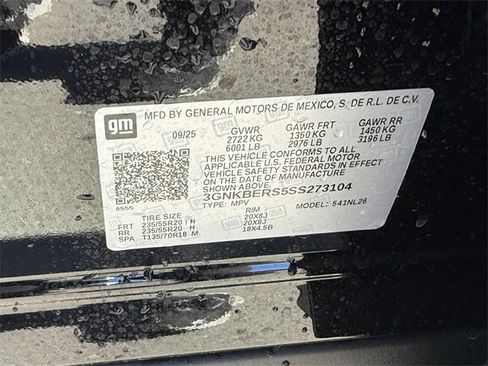 gm
MFD BY GENERAL MOTORS DE MEXICO, S. DE R.L. DE C.V.
09/25 GVWR GAWR FRT GAWR RR
2722 KG 1350 KG 1450 KG
6001 LB 2976 LB 3196 LB
THIS VEHICLE CONFORMS TO ALL
APPLICABLE U.S. FEDERAL MOTOR
VEHICLE SAFETY STANDARDS IN EFFECT
ON THE DATE OF MANUFACTURE
SHOWN ABOVE.
3GNKBERS5SS273104
8555 TYPE: MPV MODEL: 541NL26
TIRE SIZE RIM
FRT 235/55R20 H 20X8J
RR 235/55R20 H 20X8J
SPA T135/70R18 M 18X4.5B